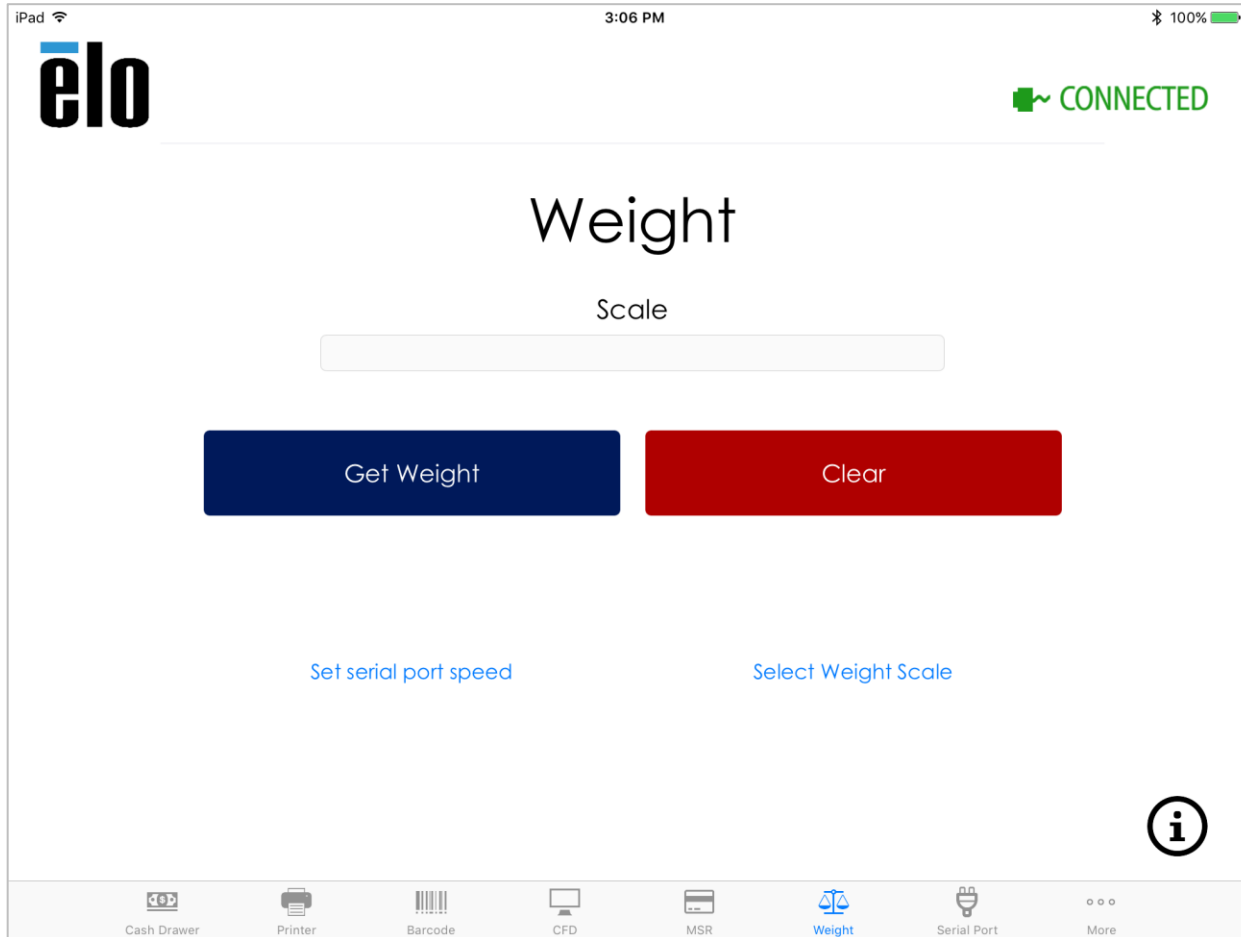 iPad 3:06 PM 100%
ēlo
CONNECTED
Weight
Scale
Get Weight Clear
Set serial port speed Select Weight Scale
i
Cash Drawer Printer Barcode CFD MSR Weight Serial Port More